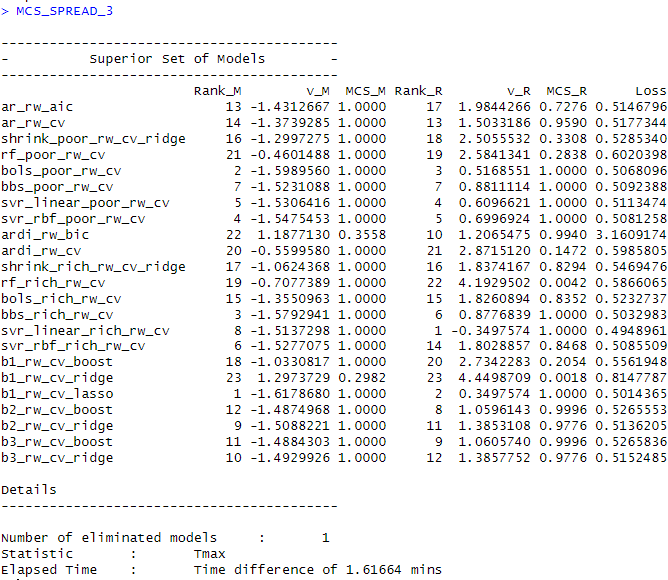 > MCS_SPREAD_3
------------------------------------------
-          Superior Set of Models        -
------------------------------------------
Rank_M v_M MCS_M Rank_R v_R MCS_R Loss
ar_rw_aic 13 -1.4312667 1.0000 17 1.9844266 0.7276 0.5146796
ar_rw_cv 14 -1.3739285 1.0000 13 1.5033186 0.9590 0.5177344
shrink_poor_rw_cv_ridge 16 -1.2997275 1.0000 18 2.5055532 0.3308 0.5285340
rf_poor_rw_cv 21 -0.4601488 1.0000 19 2.5841341 0.2838 0.6020398
bols_poor_rw_cv 2 -1.5989560 1.0000 3 0.5168551 1.0000 0.5068096
bbs_poor_rw_cv 7 -1.5231088 1.0000 7 0.8811114 1.0000 0.5092388
svr_linear_poor_rw_cv 5 -1.5306416 1.0000 4 0.6096621 1.0000 0.5113474
svr_rbf_poor_rw_cv 4 -1.5475453 1.0000 5 0.6996924 1.0000 0.5081258
ardi_rw_bic 22 1.1877130 0.3558 10 1.2065475 0.9940 3.1609174
ardi_rw_cv 20 -0.5599580 1.0000 21 2.8715120 0.1472 0.5985805
shrink_rich_rw_cv_ridge 17 -1.0624368 1.0000 16 1.8374167 0.8294 0.5469476
rf_rich_rw_cv 19 -0.7077389 1.0000 22 4.1929502 0.0042 0.5866065
bols_rich_rw_cv 15 -1.3550963 1.0000 15 1.8260894 0.8352 0.5232737
bbs_rich_rw_cv 3 -1.5792941 1.0000 6 0.8776839 1.0000 0.5032983
svr_linear_rich_rw_cv 8 -1.5137298 1.0000 1 -0.3497574 1.0000 0.4948961
svr_rbf_rich_rw_cv 6 -1.5277075 1.0000 14 1.8028857 0.8468 0.5085509
b1_rw_cv_boost 18 -1.0330817 1.0000 20 2.7342283 0.2054 0.5561948
b1_rw_cv_ridge 23 1.2973729 0.2982 23 4.4498709 0.0018 0.8147787
b1_rw_cv_lasso 1 -1.6178680 1.0000 2 0.3497574 1.0000 0.5014365
b2_rw_cv_boost 12 -1.4874968 1.0000 8 1.0596143 0.9996 0.5265553
b2_rw_cv_ridge 9 -1.5088221 1.0000 11 1.3853108 0.9776 0.5136205
b3_rw_cv_boost 11 -1.4884303 1.0000 9 1.0605740 0.9996 0.5265836
b3_rw_cv_ridge 10 -1.4929926 1.0000 12 1.3857752 0.9776 0.5152485
Details
------------------------------------------
Number of eliminated models : 1
Statistic : Tmax
Elapsed Time : Time difference of 1.61664 mins